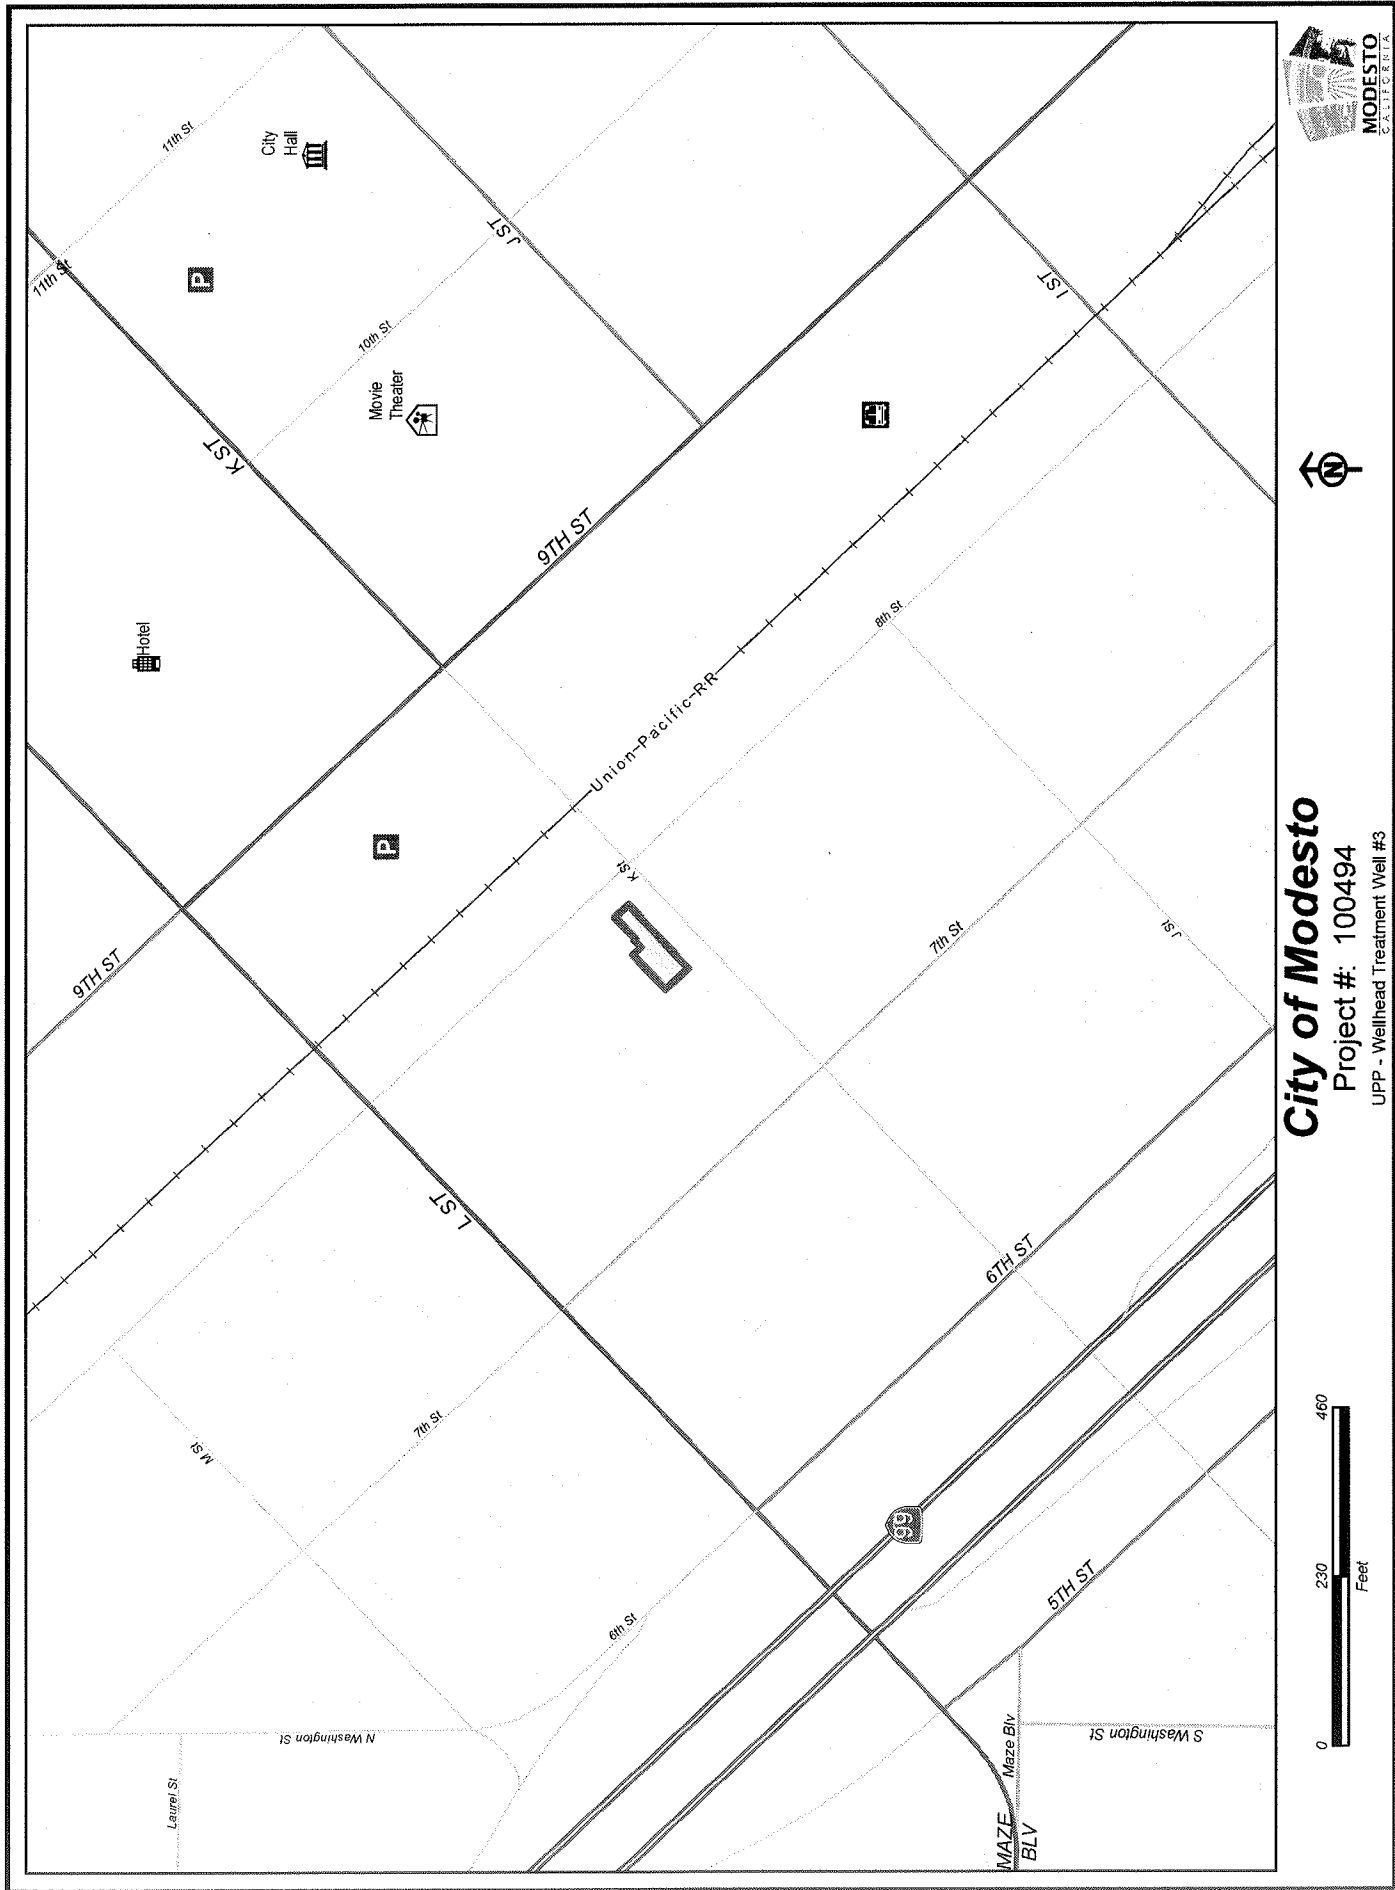 11th St
11th St
City
Hall
P
10th St
J ST
Movie
Theater
K ST
I ST
9TH ST
Hotel
8th St
Union-Pacific-RR
P
K St
9TH ST
7th St
J St
L ST
6TH ST
7th St
M St
99
5TH ST
6th St
N Washington St
Laurel St
Maze Blv
S Washington St
MAZE
BLV
N
City of Modesto
Project #: 100494
UPP - Wellhead Treatment Well #3
0 230 460
Feet
MODESTO
CALIFORNIA